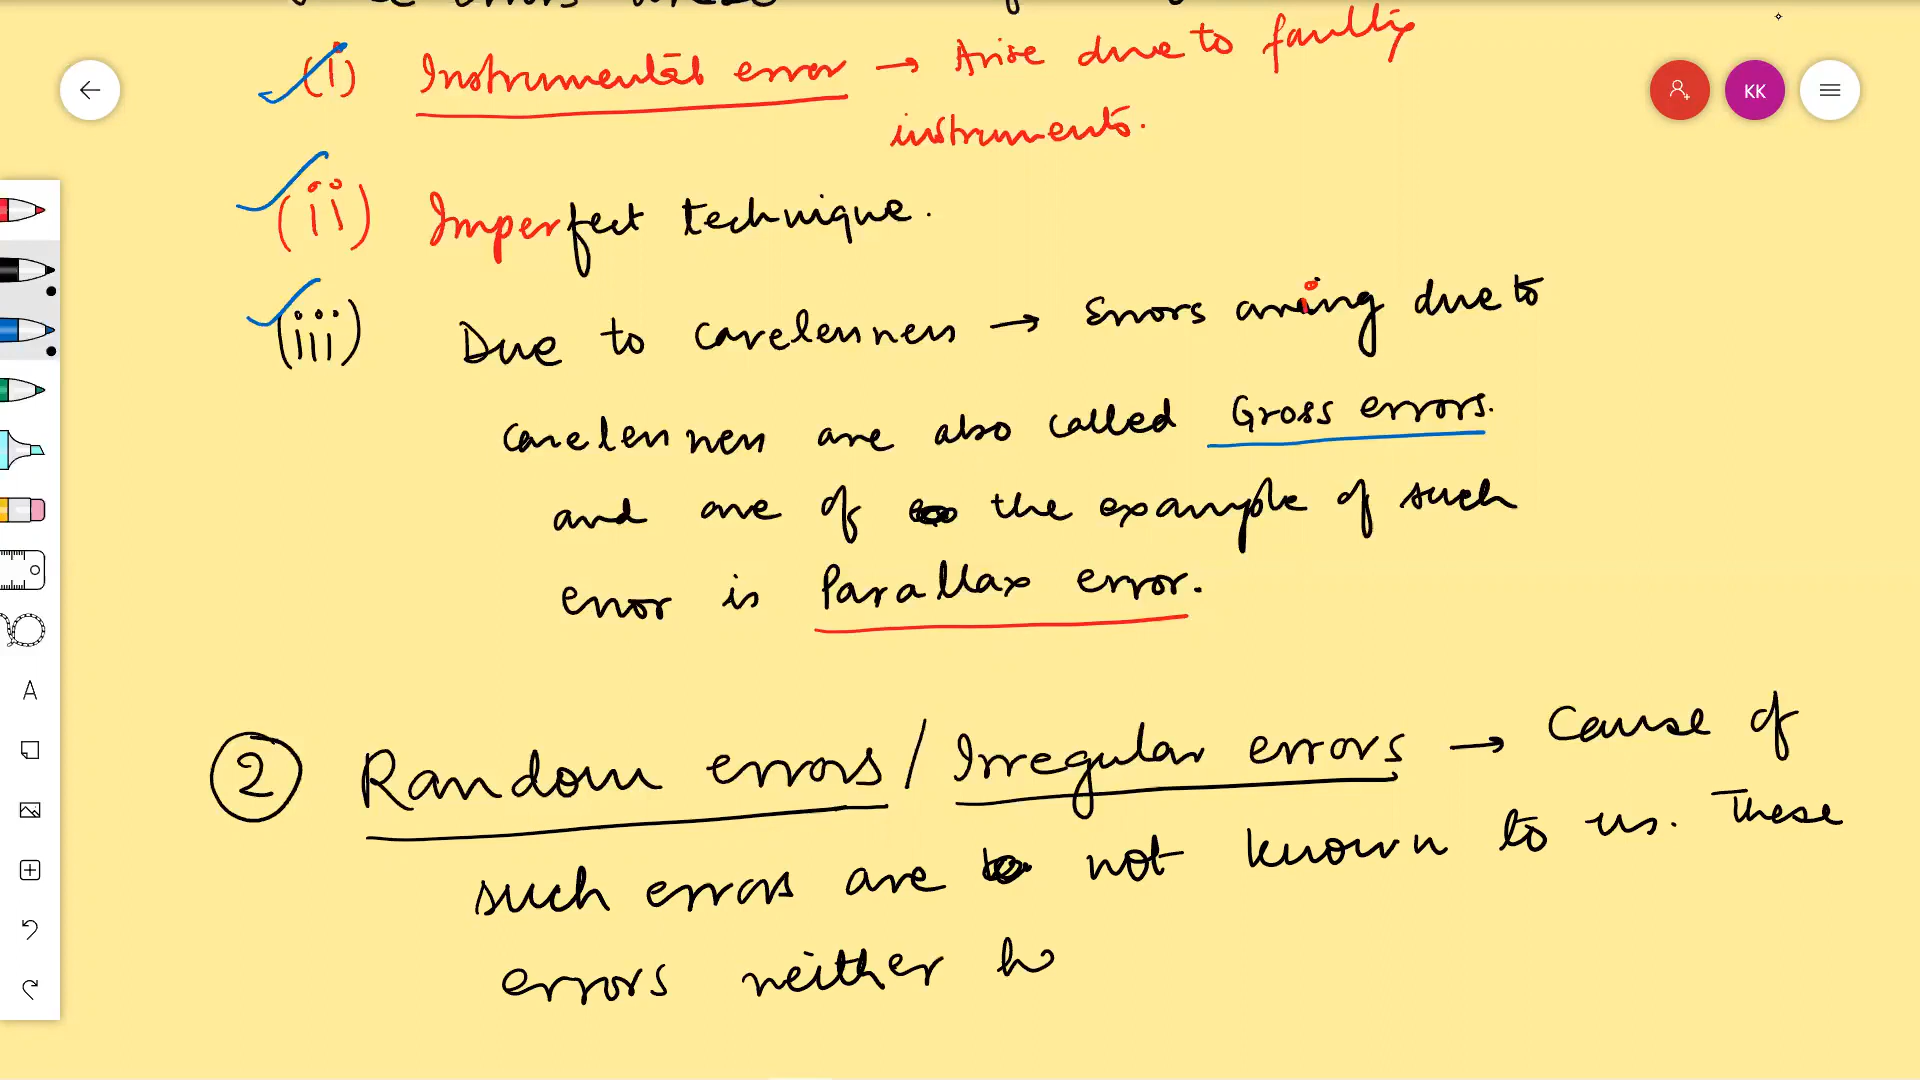 errors these
(i) Instrumental error → Arise due to faulty
instruments.
KK
(ii) Imperfect technique.
(iii) Due to carelessness → Errors arising due to
carelessness are also called Gross errors.
and one of the example of such
error is Parallax error.
A
2 Random errors / Irregular errors → Cause of
such errors are not known to us. These
errors neither h